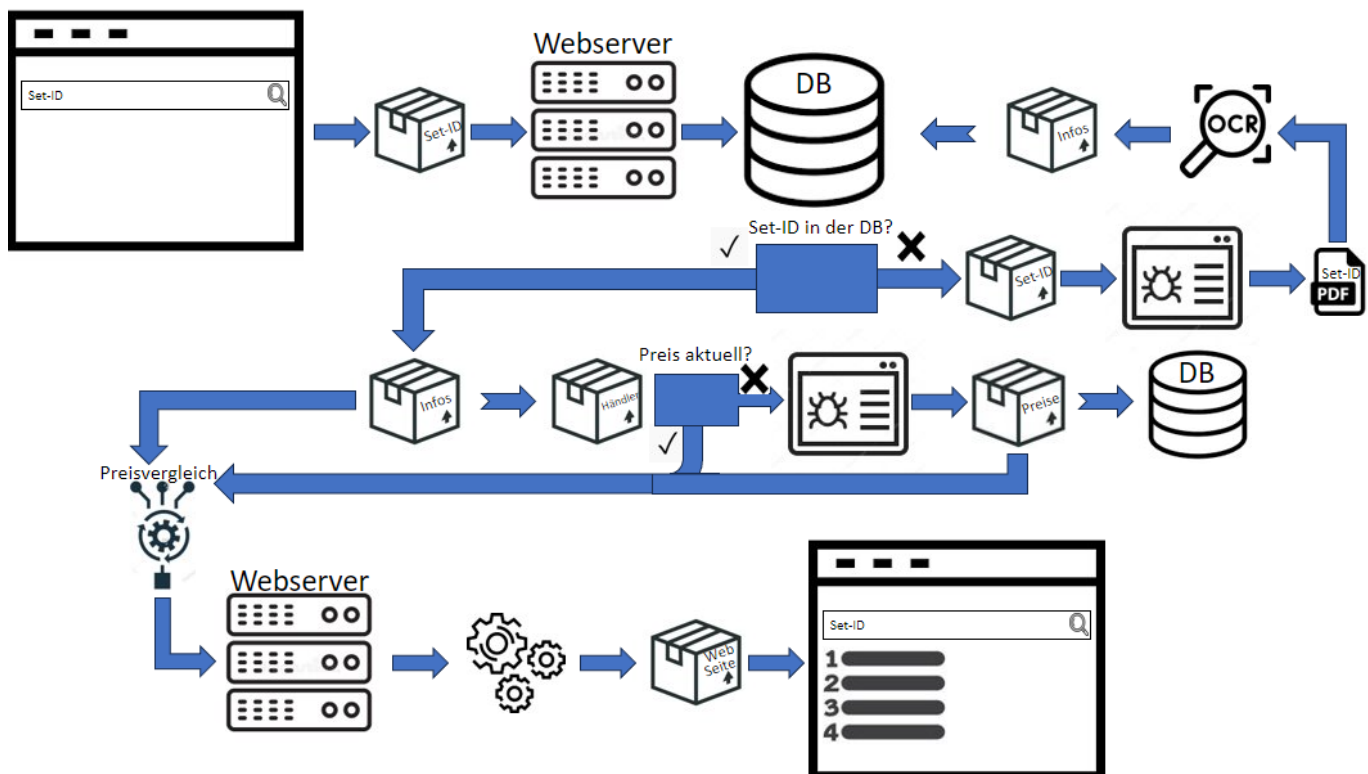 Webserver
DB
Set-ID
Set-ID
Infos
OCR
Set-ID in der DB?
✓
Set-ID
Set-ID
PDF
Preis aktuell?
Infos
Händler
Preise
DB
✓
Preisvergleich
Webserver
Web
Seite
Set-ID
1
2
3
4